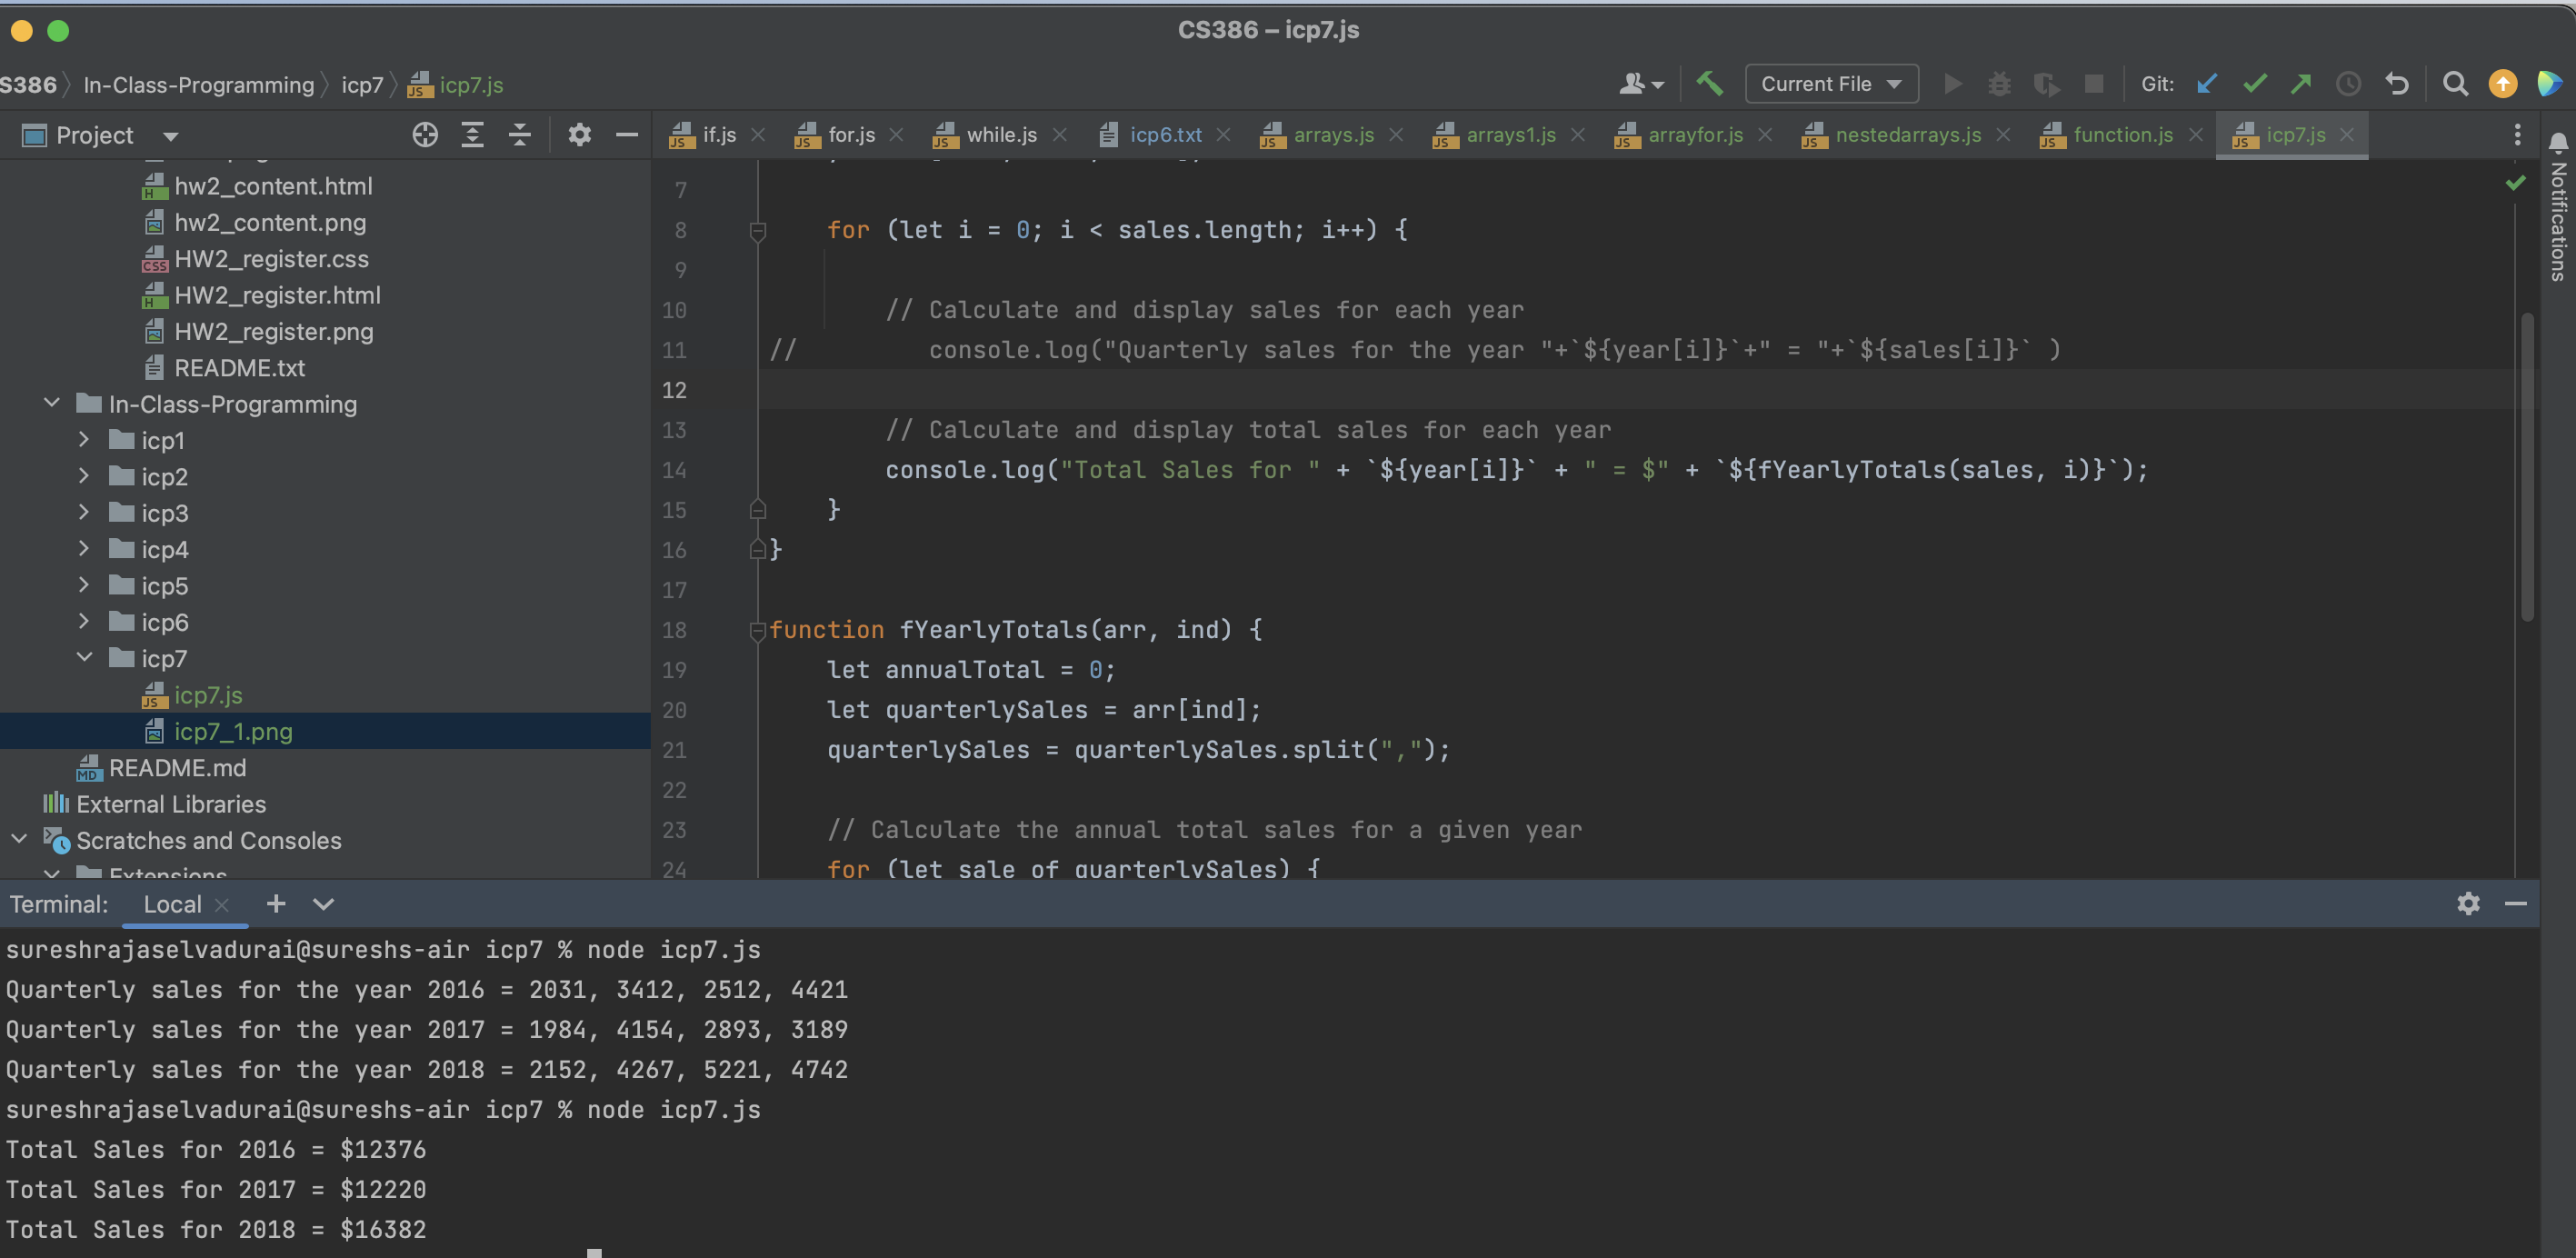 CS386 – icp7.js
S386 In-Class-Programming icp7 icp7.js
Current File
Git:
Project
if.js
for.js
while.js
icp6.txt
arrays.js
arrays1.js
arrayfor.js
nestedarrays.js
function.js
icp7.js
Notifications
hw2_content.html
hw2_content.png
HW2_register.css
HW2_register.html
HW2_register.png
README.txt
In-Class-Programming
icp1
icp2
icp3
icp4
icp5
icp6
icp7
icp7.js
icp7_1.png
README.md
External Libraries
Scratches and Consoles
Extensions
7
8 for (let i = 0; i < sales.length; i++) {
9
10 // Calculate and display sales for each year
11 // console.log("Quarterly sales for the year "+`${year[i]}`+" = "+`${sales[i]}` )
12
13 // Calculate and display total sales for each year
14 console.log("Total Sales for " + `${year[i]}` + " = $" + `${fYearlyTotals(sales, i)}`);
15 }
16 }
17
18 function fYearlyTotals(arr, ind) {
19 let annualTotal = 0;
20 let quarterlySales = arr[ind];
21 quarterlySales = quarterlySales.split(",");
22
23 // Calculate the annual total sales for a given year
24 for (let sale of quarterlySales) {
Terminal: Local
sureshrajaselvadurai@sureshs-air icp7 % node icp7.js
Quarterly sales for the year 2016 = 2031, 3412, 2512, 4421
Quarterly sales for the year 2017 = 1984, 4154, 2893, 3189
Quarterly sales for the year 2018 = 2152, 4267, 5221, 4742
sureshrajaselvadurai@sureshs-air icp7 % node icp7.js
Total Sales for 2016 = $12376
Total Sales for 2017 = $12220
Total Sales for 2018 = $16382